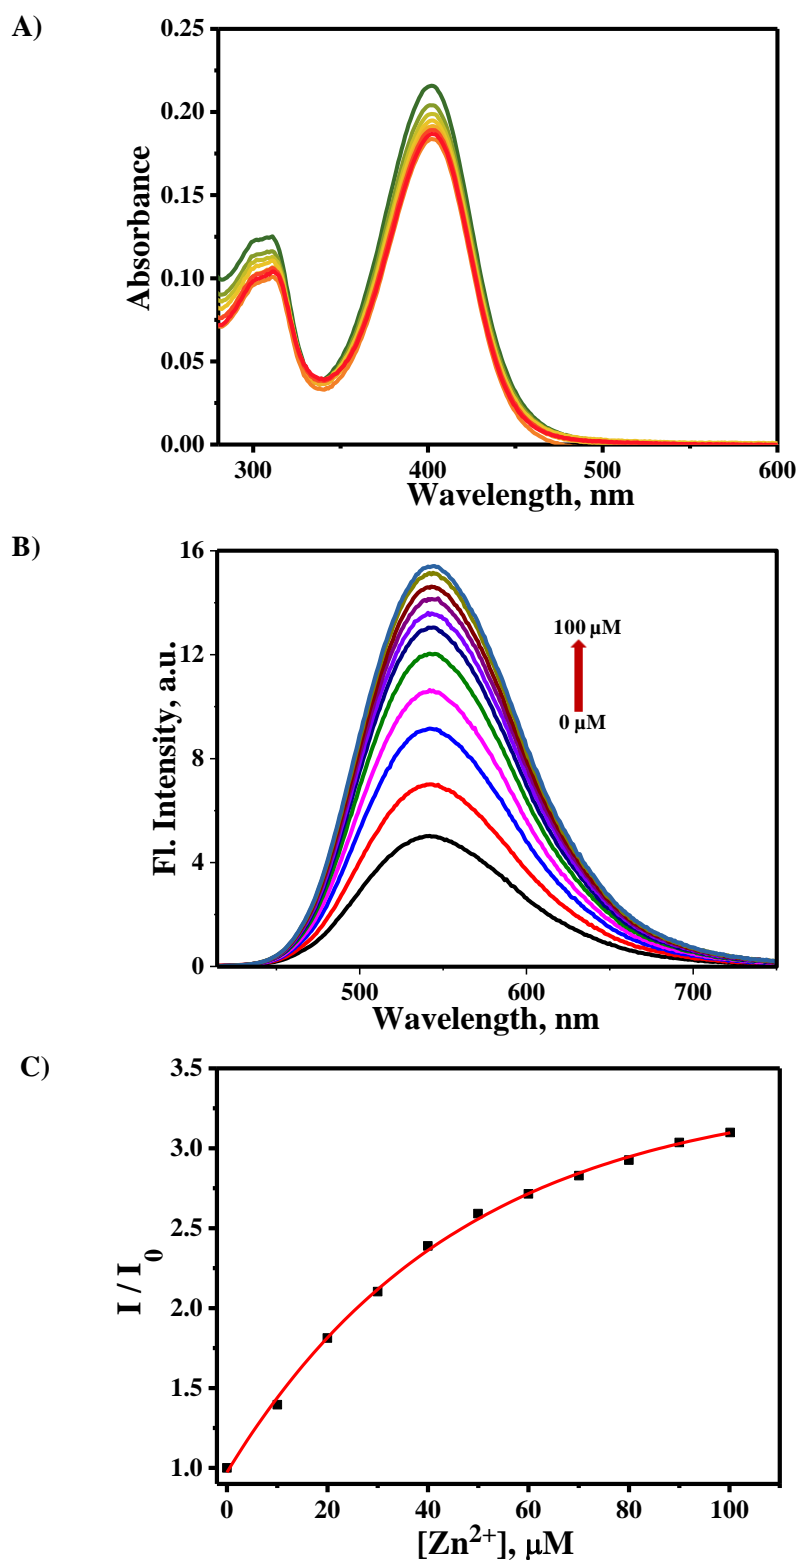 A)
0.25
0.20
0.15
0.10
0.05
0.00
Absorbance
300 400 500 600
Wavelength, nm
B)
16
12
8
4
0
Fl. Intensity, a.u.
100 µM
0 µM
500 600 700
Wavelength, nm
C)
3.5
3.0
2.5
2.0
1.5
1.0
I / I₀
0 20 40 60 80 100
[Zn²⁺], µM